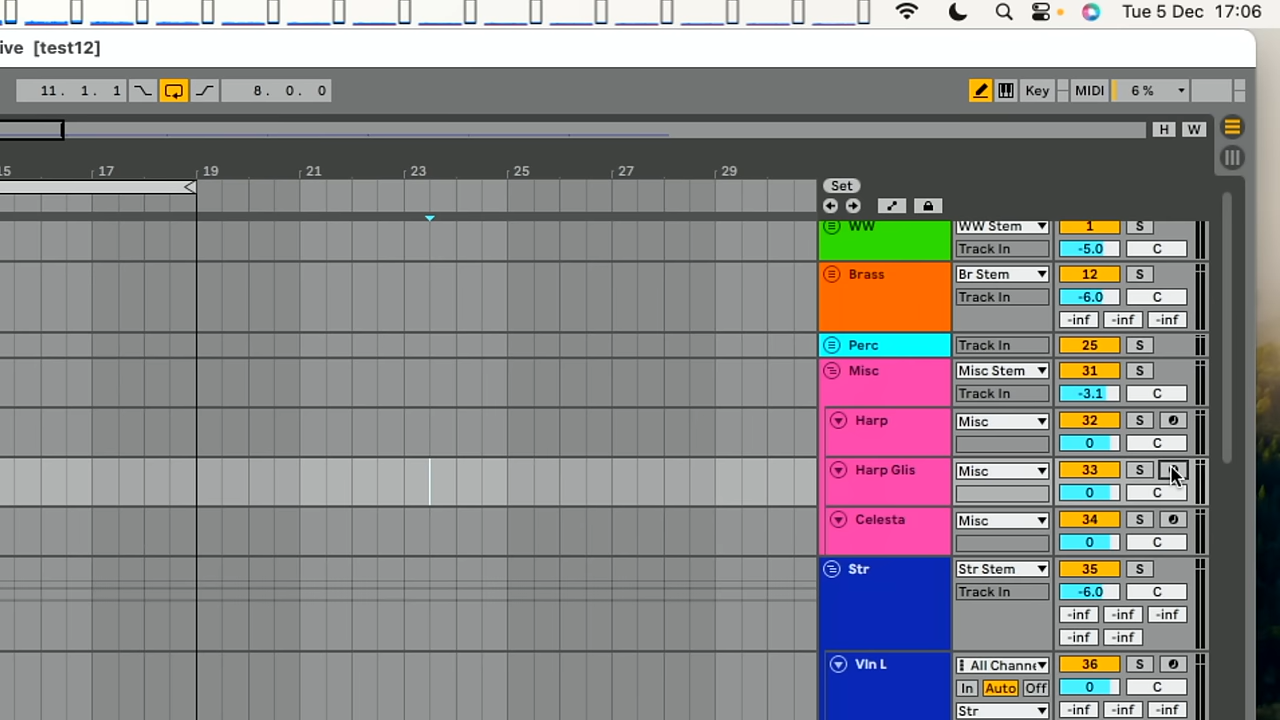 Tue 5 Dec 17:06
ive [test12]
11. 1. 1 8. 0. 0 Key MIDI 6 %
H W
15 17 19 21 23 25 27 29
Set
WW WW Stem 1 S
Track In -5.0 C
Brass Br Stem 12 S
Track In -6.0 C
-inf -inf -inf
Perc Track In 25 S
Misc Misc Stem 31 S
Track In -3.1 C
Harp Misc 32 S
0 C
Harp Glis Misc 33 S
0 C
Celesta Misc 34 S
0 C
Str Str Stem 35 S
Track In -6.0 C
-inf -inf -inf
-inf -inf
Vln L All Channe 36 S
In Auto Off 0 C
Str -inf -inf -inf